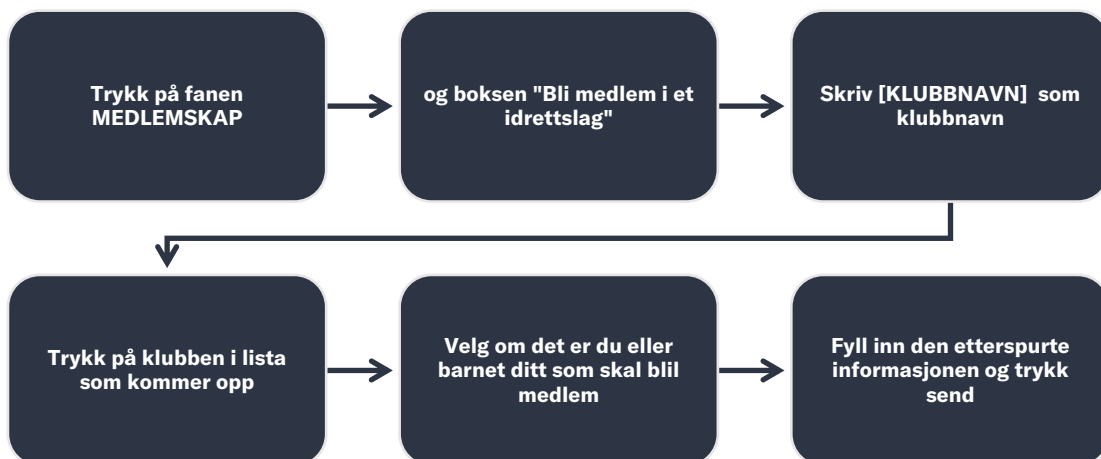 Trykk på fanen
MEDLEMSKAP
og boksen "Bli medlem i et
idrettslag"
Skriv [KLUBBNAVN]  som
klubbnavn
Trykk på klubben i lista
som kommer opp
Velg om det er du eller
barnet ditt som skal blil
medlem
Fyll inn den etterspurte
informasjonen og trykk
send